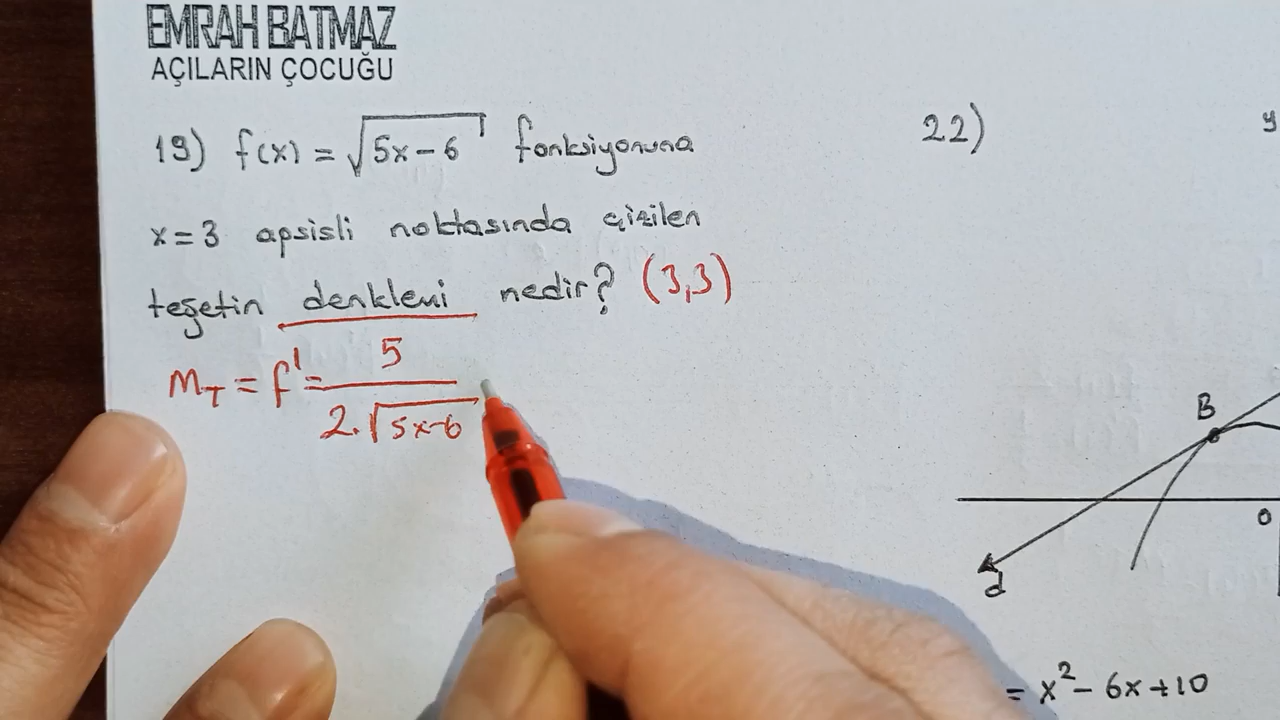 EMRAH BATMAZ
AÇILARIN ÇOCUĞU
19) f(x) = √5x-6 fonksiyonuna
x=3 apsisli noktasında çizilen
teğetin denklemi nedir? (3,3)
M_T = f' = 5 / 2.√5x-6
22)
y
B
O
d
= x² - 6x + 10